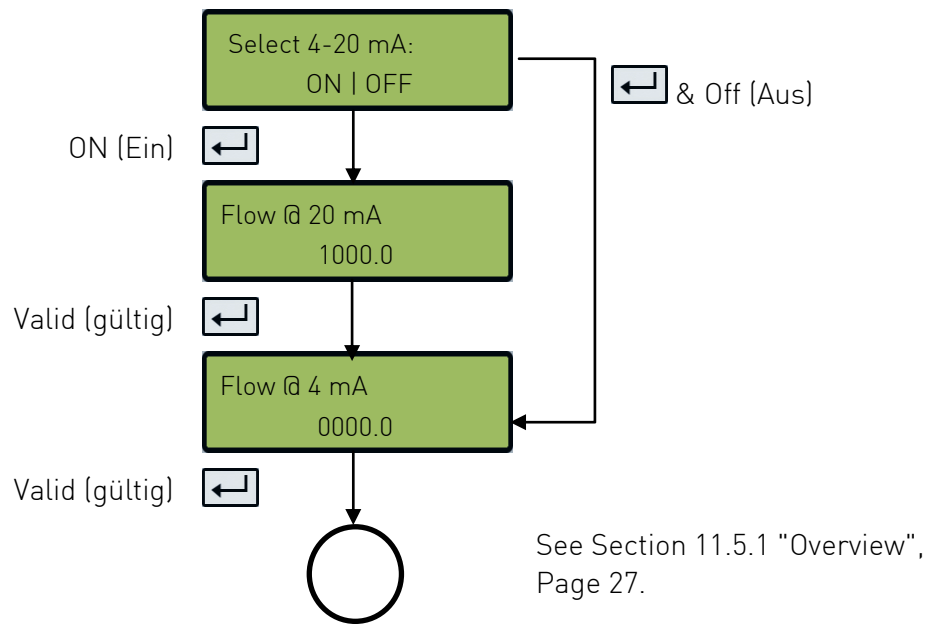 Select 4-20 mA:
ON | OFF
& Off (Aus)
ON (Ein)
Flow @ 20 mA
1000.0
Valid (gültig)
Flow @ 4 mA
0000.0
Valid (gültig)
See Section 11.5.1 "Overview",
Page 27.